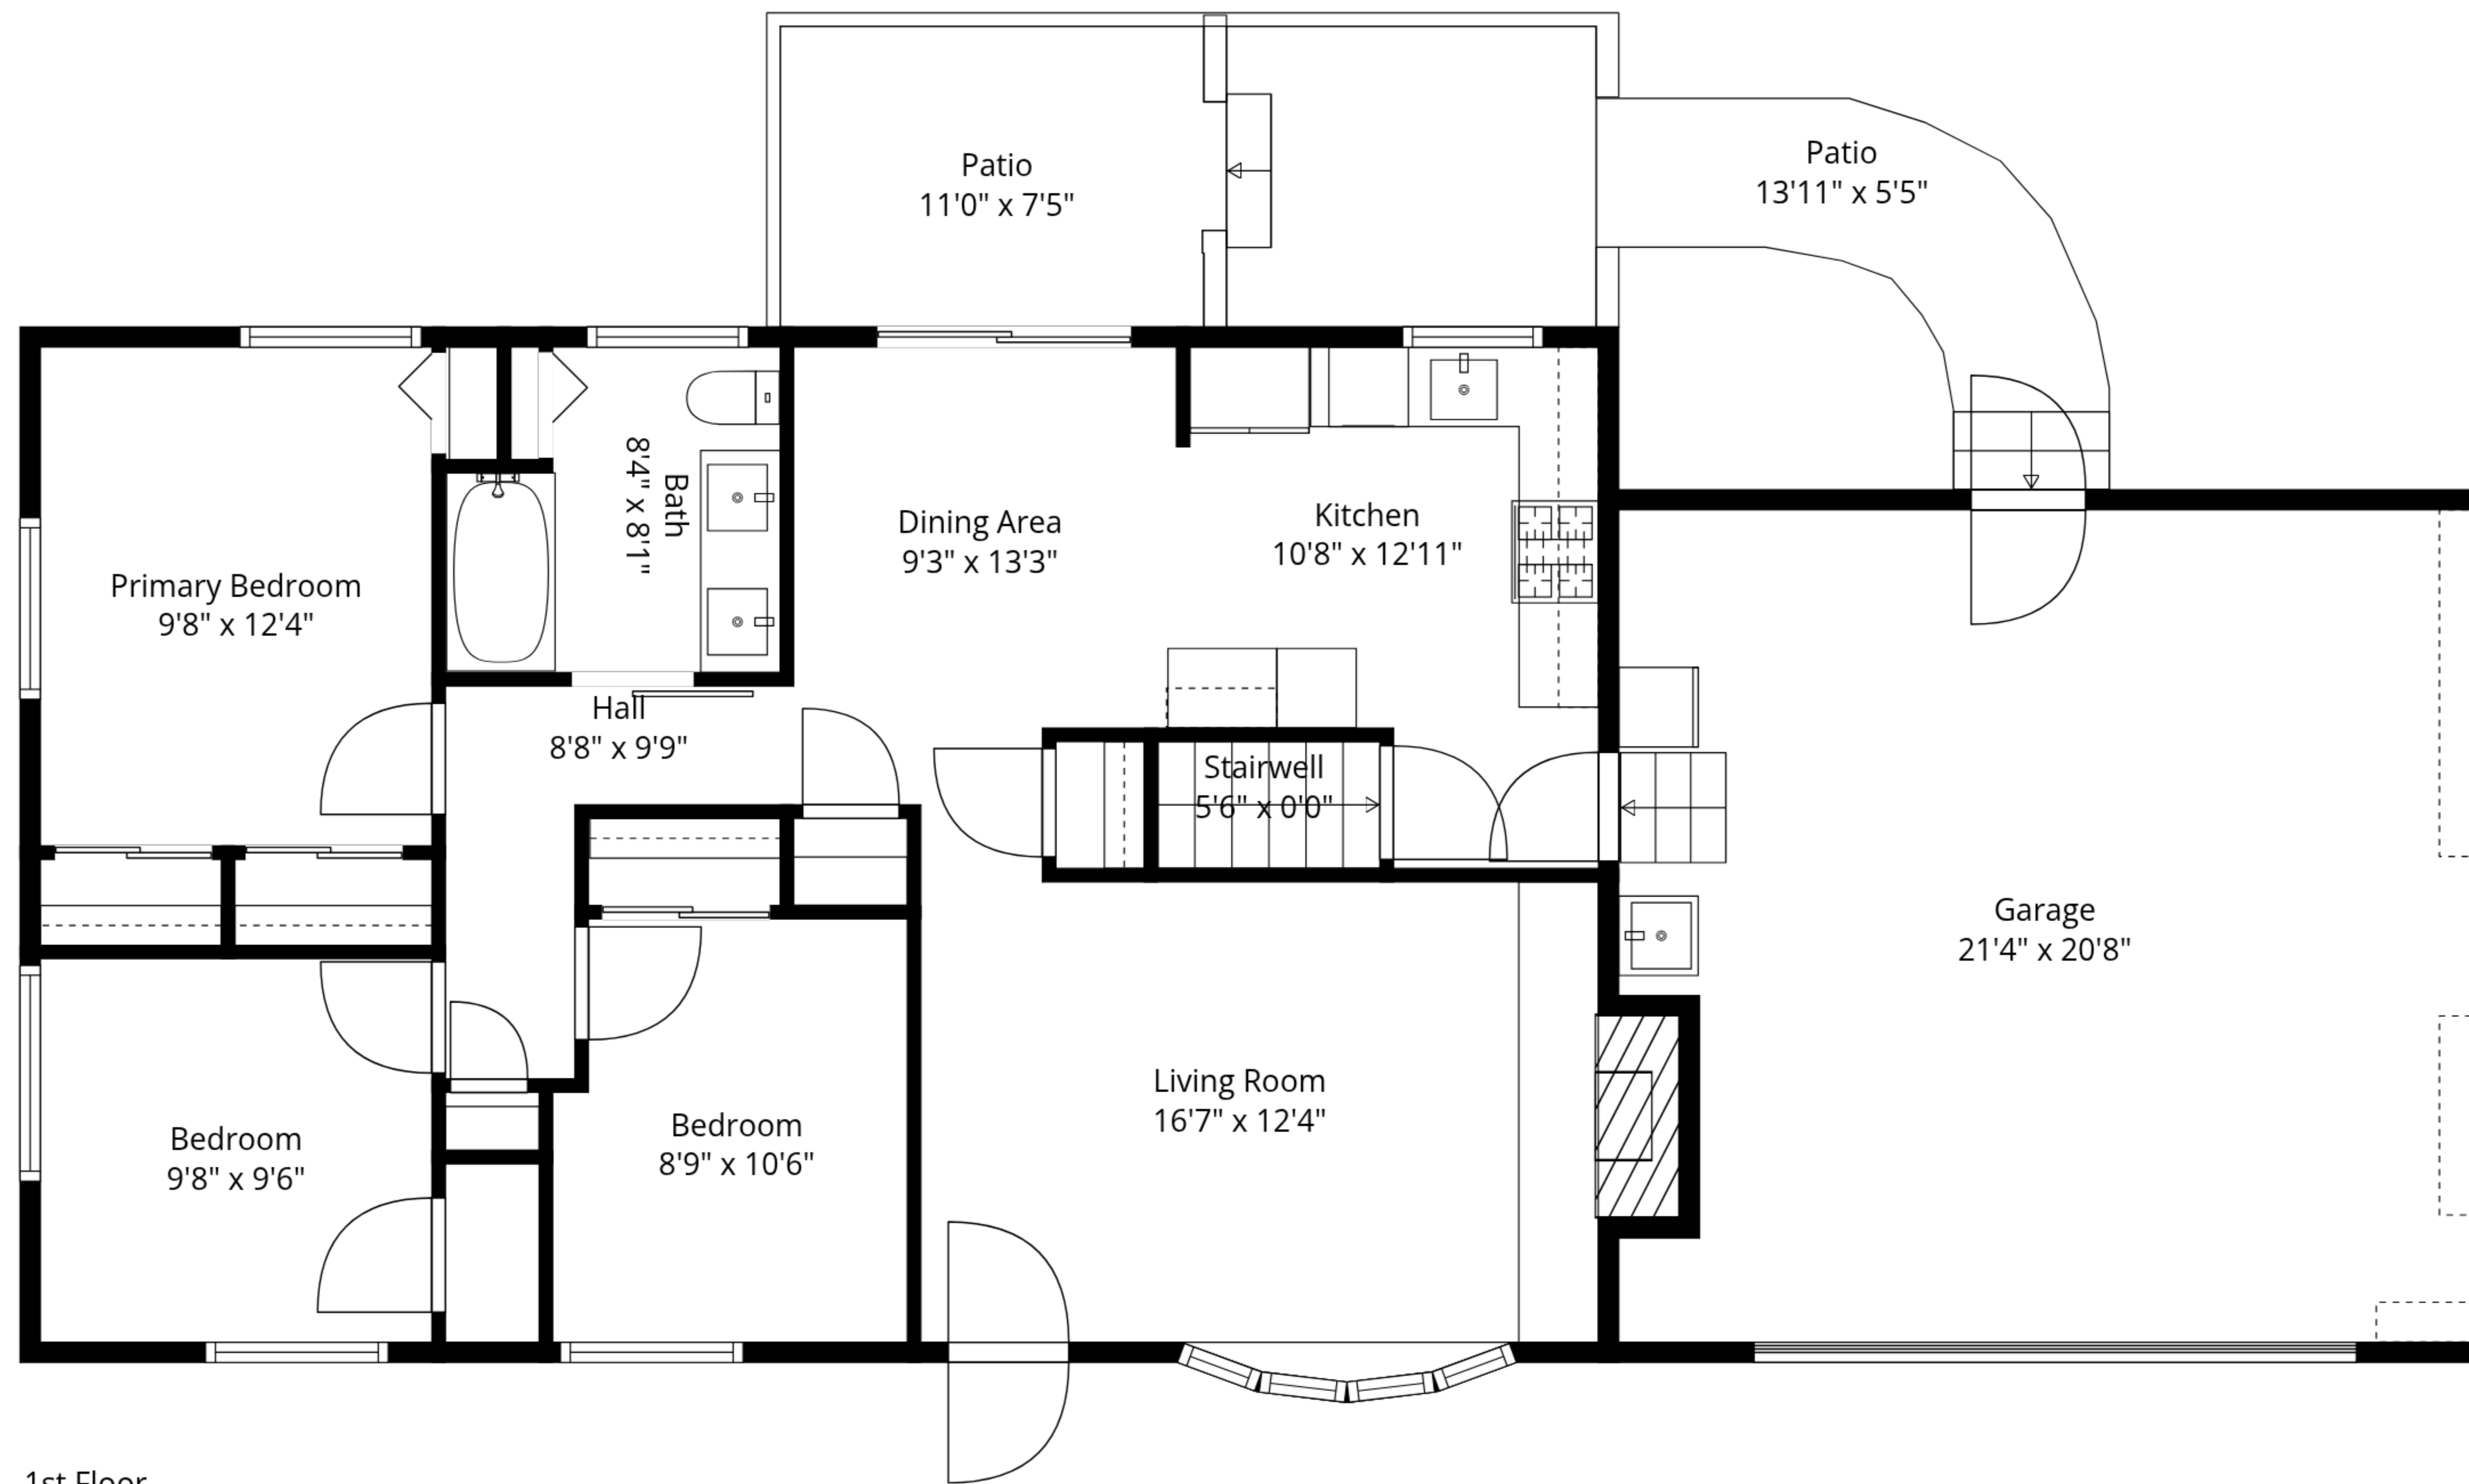 Patio
11'0" x 7'5"
Patio
13'11" x 5'5"
Primary Bedroom
9'8" x 12'4"
Bath
8'4" x 8'1"
Dining Area
9'3" x 13'3"
Kitchen
10'8" x 12'11"
Hall
8'8" x 9'9"
Stairwell
5'6" x 0'0"
Garage
21'4" x 20'8"
Bedroom
9'8" x 9'6"
Bedroom
8'9" x 10'6"
Living Room
16'7" x 12'4"
1st Floor